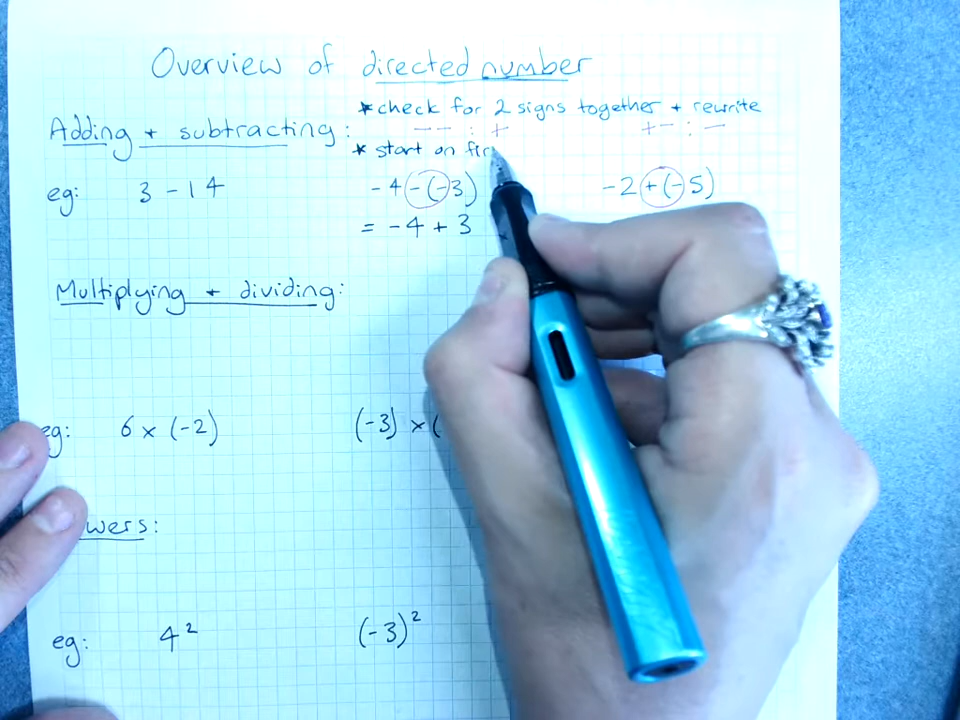 Overview of directed number
Adding + subtracting:
* check for 2 signs together + rewrite
- - : +    + - : -
* start on
eg: 3 - 14    -4 - (-3)    -2 + (-5)
= -4 + 3
Multiplying + dividing:
eg: 6 x (-2)    (-3) x (
eg: 4²    (-3)²